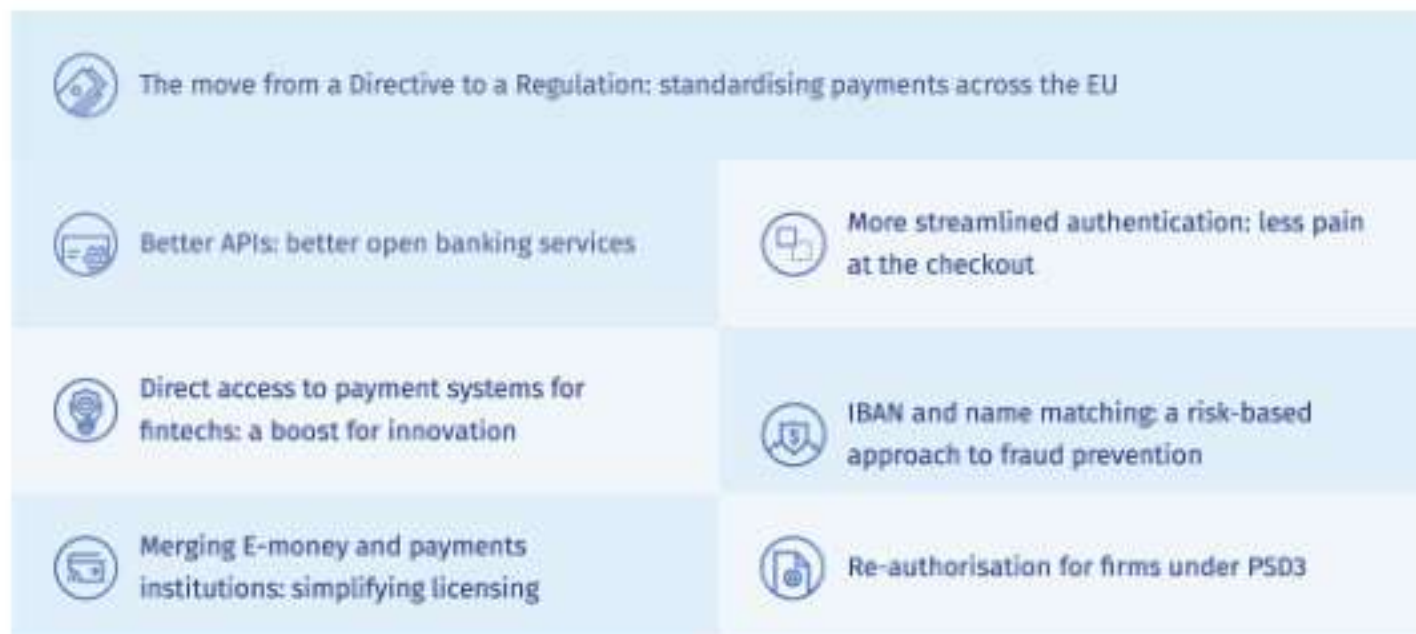 The move from a Directive to a Regulation: standardising payments across the EU
Better APIs: better open banking services
More streamlined authentication: less pain
at the checkout
Direct access to payment systems for
fintechs: a boost for innovation
IBAN and name matching: a risk-based
approach to fraud prevention
Merging E-money and payments
institutions: simplifying licensing
Re-authorisation for firms under PSD3